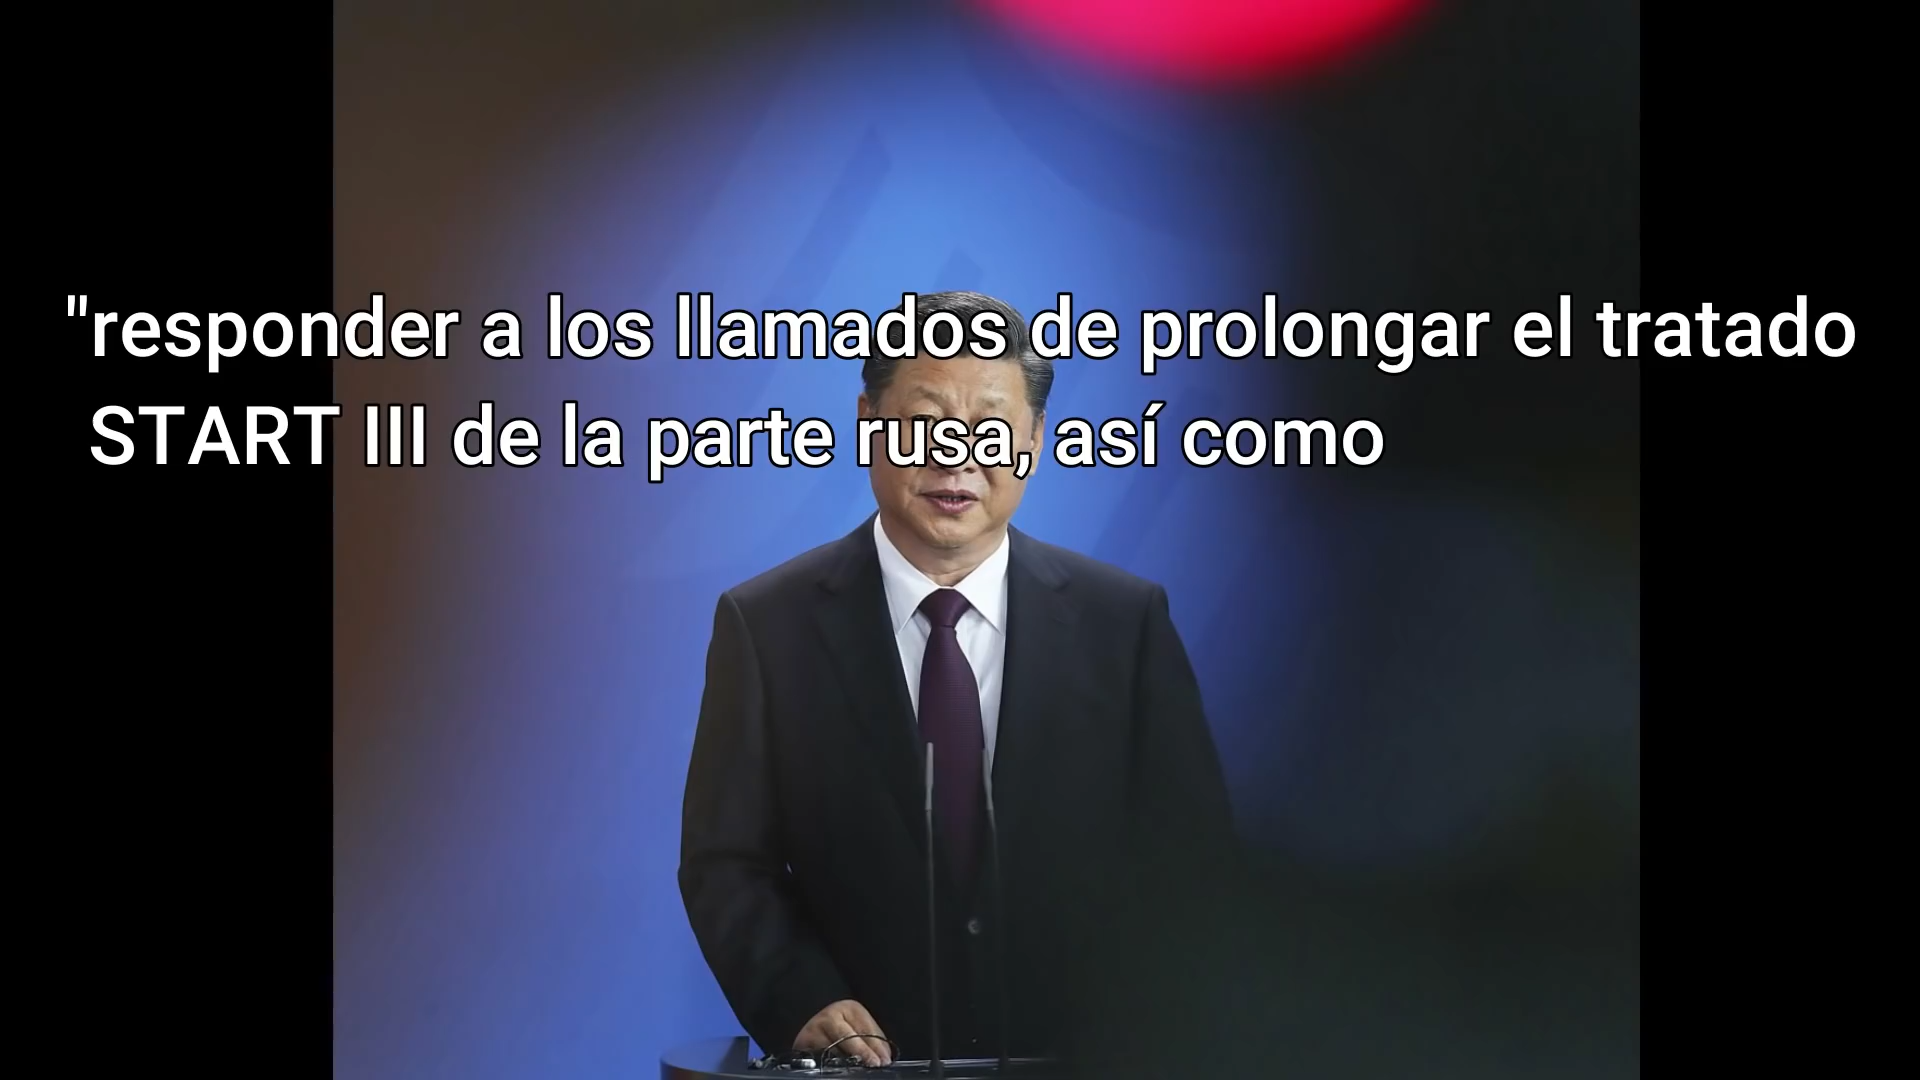 "responder a los llamados de prolongar el tratado
START III de la parte rusa, así como